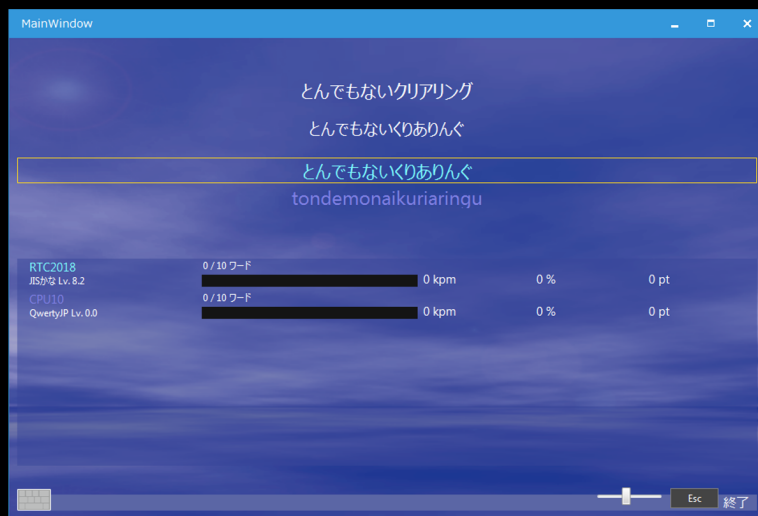 MainWindow
とんでもないクリアリング
とんでもないくりありんぐ
とんでもないくりありんぐ
tondemonaikuriaringu
RTC2018
0 / 10 ワード
JISかな Lv. 8.2
0 kpm 0 % 0 pt
CPU10
0 / 10 ワード
QwertyJP Lv. 0.0
0 kpm 0 % 0 pt
Esc 終了